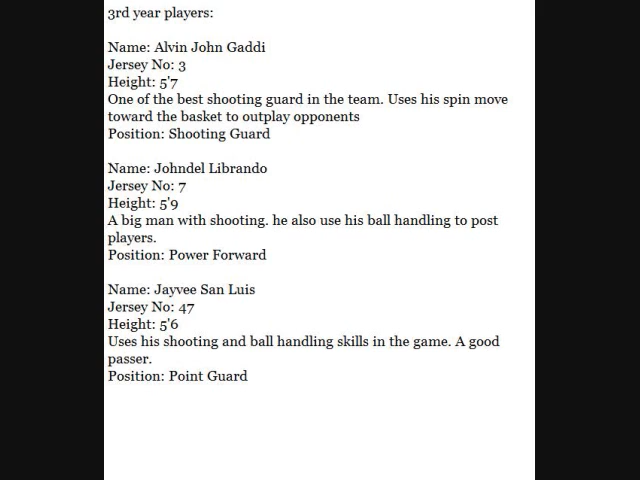 3rd year players:
Name: Alvin John Gaddi
Jersey No: 3
Height: 5'7
One of the best shooting guard in the team. Uses his spin move
toward the basket to outplay opponents
Position: Shooting Guard
Name: Johndel Librando
Jersey No: 7
Height: 5'9
A big man with shooting. he also use his ball handling to post
players.
Position: Power Forward
Name: Jayvee San Luis
Jersey No: 47
Height: 5'6
Uses his shooting and ball handling skills in the game. A good
passer.
Position: Point Guard